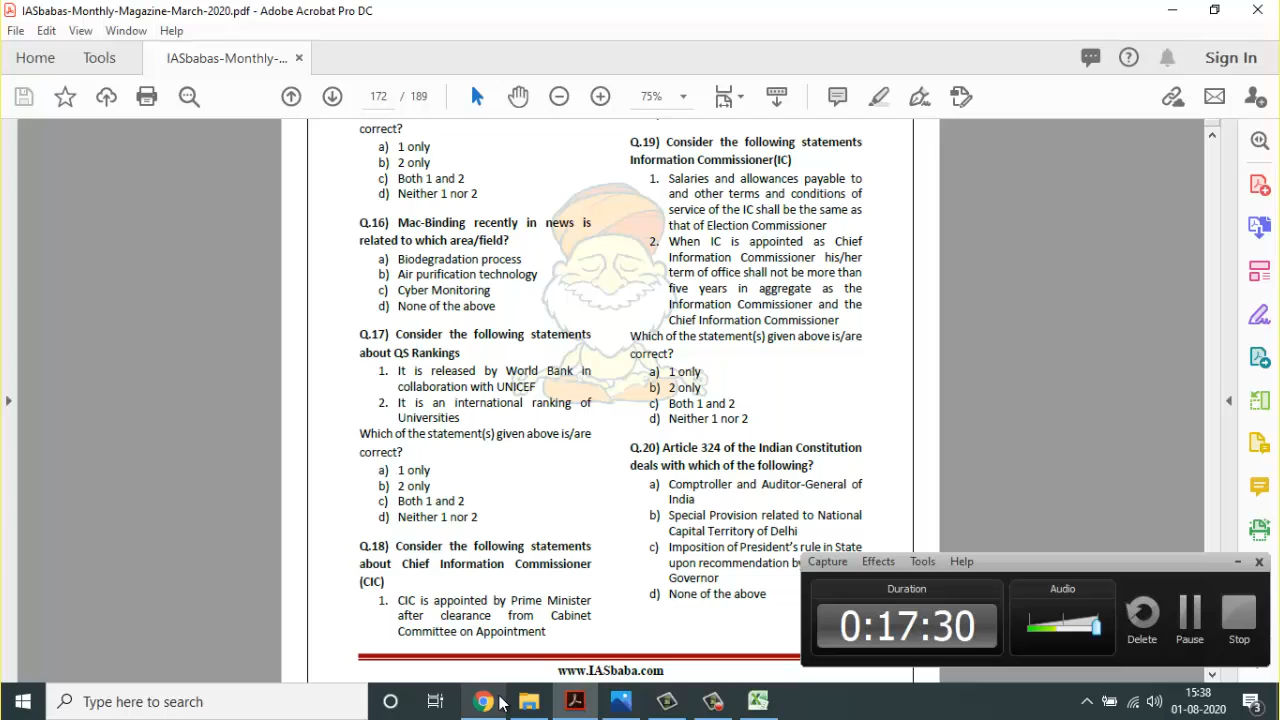 IASbabas-Monthly-Magazine-March-2020.pdf - Adobe Acrobat Pro DC
File Edit View Window Help
Home Tools IASbabas-Monthly-... × Sign In
172 / 189 75%
correct?
a) 1 only
b) 2 only
c) Both 1 and 2
d) Neither 1 nor 2
Q.16) Mac-Binding recently in news is
related to which area/field?
a) Biodegradation process
b) Air purification technology
c) Cyber Monitoring
d) None of the above
Q.17) Consider the following statements
about QS Rankings
1. It is released by World Bank in
collaboration with UNICEF
2. It is an international ranking of
Universities
Which of the statement(s) given above is/are
correct?
a) 1 only
b) 2 only
c) Both 1 and 2
d) Neither 1 nor 2
Q.18) Consider the following statements
about Chief Information Commissioner
(CIC)
1. CIC is appointed by Prime Minister
after clearance from Cabinet
Committee on Appointment
Q.19) Consider the following statements
Information Commissioner(IC)
1. Salaries and allowances payable to
and other terms and conditions of
service of the IC shall be the same as
that of Election Commissioner
2. When IC is appointed as Chief
Information Commissioner his/her
term of office shall not be more than
five years in aggregate as the
Information Commissioner and the
Chief Information Commissioner
Which of the statement(s) given above is/are
correct?
a) 1 only
b) 2 only
c) Both 1 and 2
d) Neither 1 nor 2
Q.20) Article 324 of the Indian Constitution
deals with which of the following?
a) Comptroller and Auditor-General of
India
b) Special Provision related to National
Capital Territory of Delhi
c) Imposition of President's rule in State
upon recommendation by
Governor
d) None of the above
www.IASbaba.com
Capture Effects Tools Help
Duration
0:17:30
Audio
Delete Pause Stop
Type here to search
15:38
01-08-2020
3